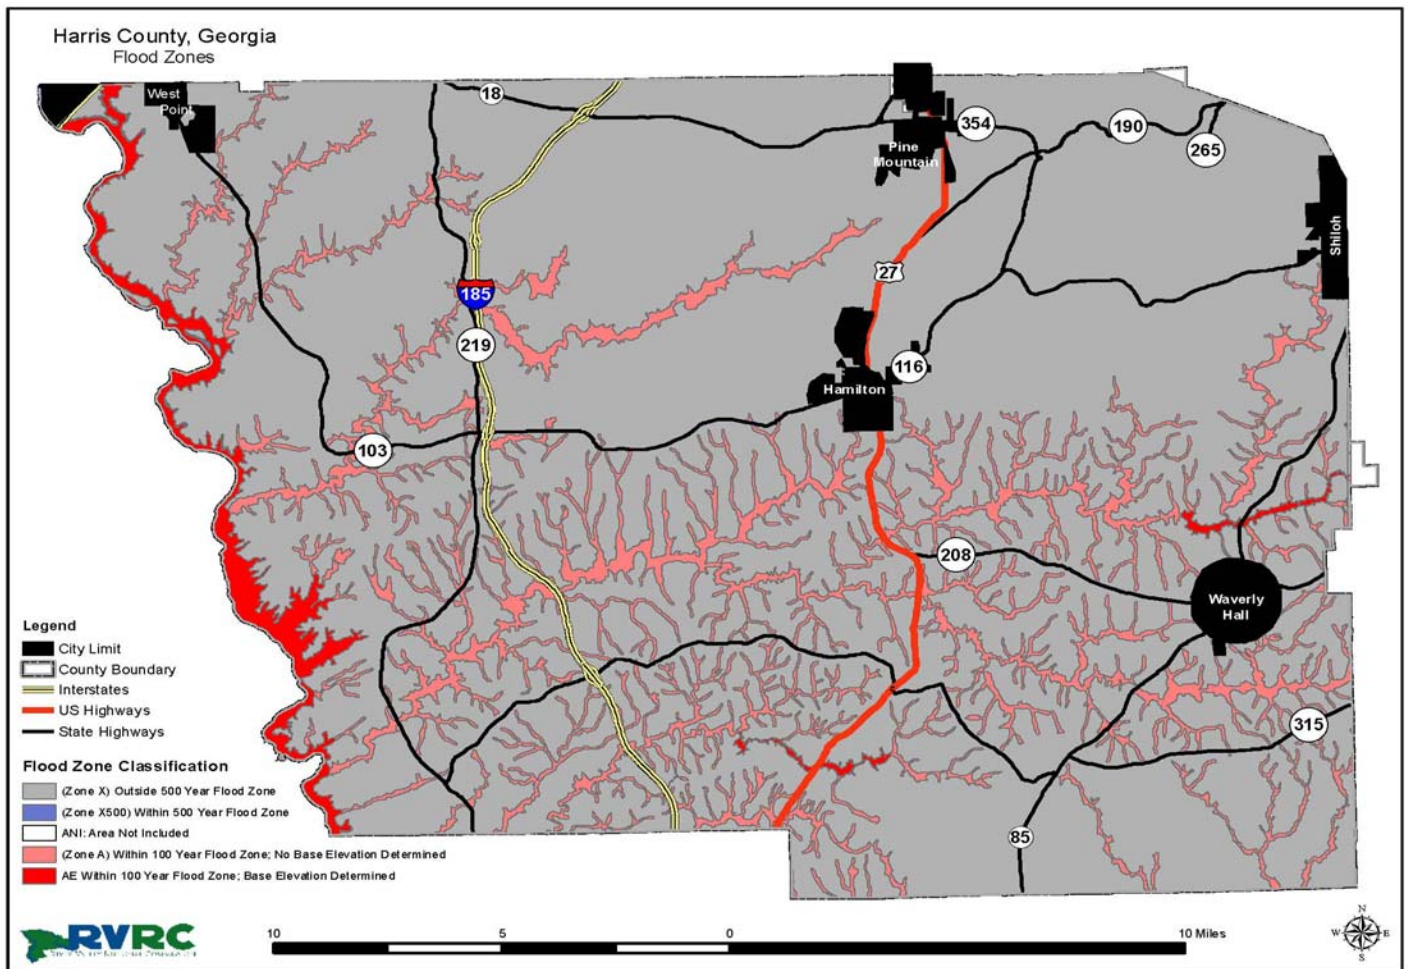 Harris County, Georgia
Flood Zones
West
Point
18
354
190
265
Pine
Mountain
Shiloh
27
185
219
116
Hamilton
103
208
Waverly
Hall
315
85
Legend
City Limit
County Boundary
Interstates
US Highways
State Highways
Flood Zone Classification
(Zone X) Outside 500 Year Flood Zone
(Zone X500) Within 500 Year Flood Zone
ANI: Area Not Included
(Zone A) Within 100 Year Flood Zone; No Base Elevation Determined
AE Within 100 Year Flood Zone; Base Elevation Determined
RVRC
10 5 0 10 Miles
N
W E
S